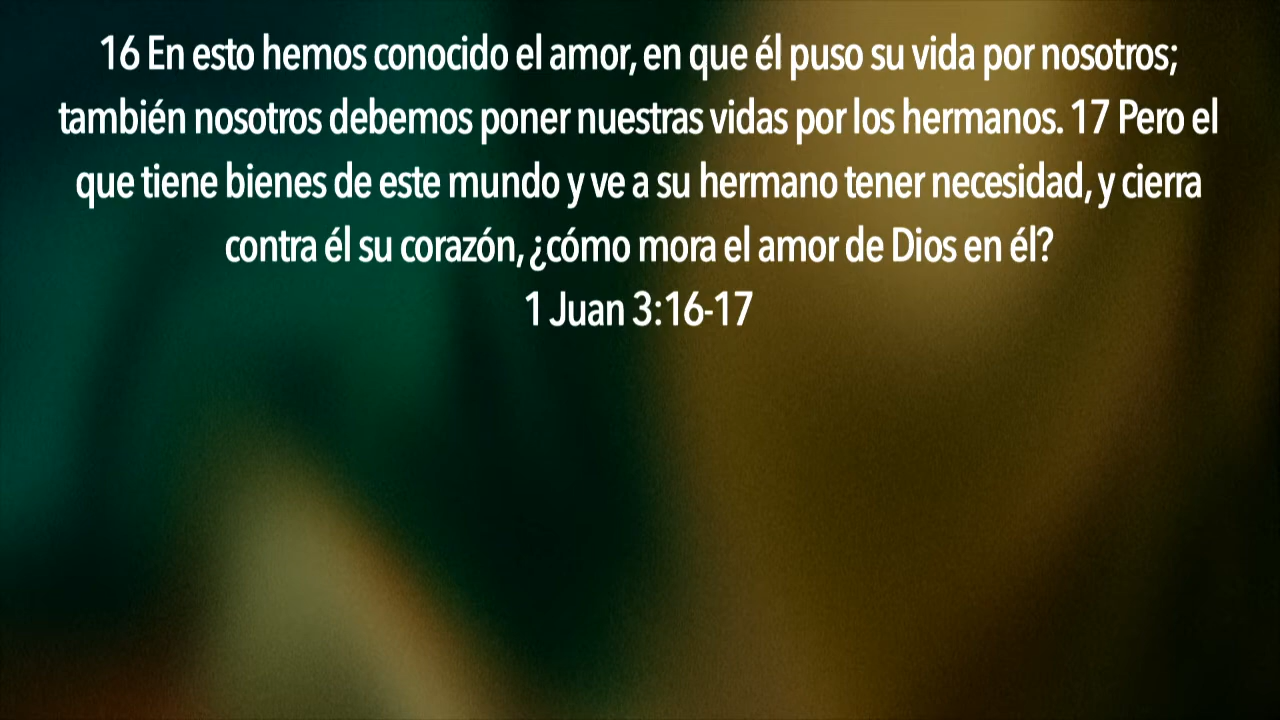 16 En esto hemos conocido el amor, en que él puso su vida por nosotros;
también nosotros debemos poner nuestras vidas por los hermanos. 17 Pero el
que tiene bienes de este mundo y ve a su hermano tener necesidad, y cierra
contra él su corazón, ¿cómo mora el amor de Dios en él?
1 Juan 3:16-17